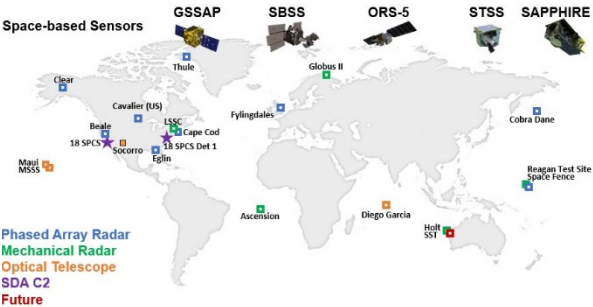 Space-based Sensors
GSSAP
SBSS
ORS-5
STSS
SAPPHIRE
Thule
Globus II
Clear
Cavalier (US)
Fylingdales
Cobra Dane
LSSC
Beale
Cape Cod
18 SPCS
Socorro
18 SPCS Det 1
Eglin
Maui
MSSS
Reagan Test Site
Space Fence
Ascension
Diego Garcia
Holt
SST
Phased Array Radar
Mechanical Radar
Optical Telescope
SDA C2
Future